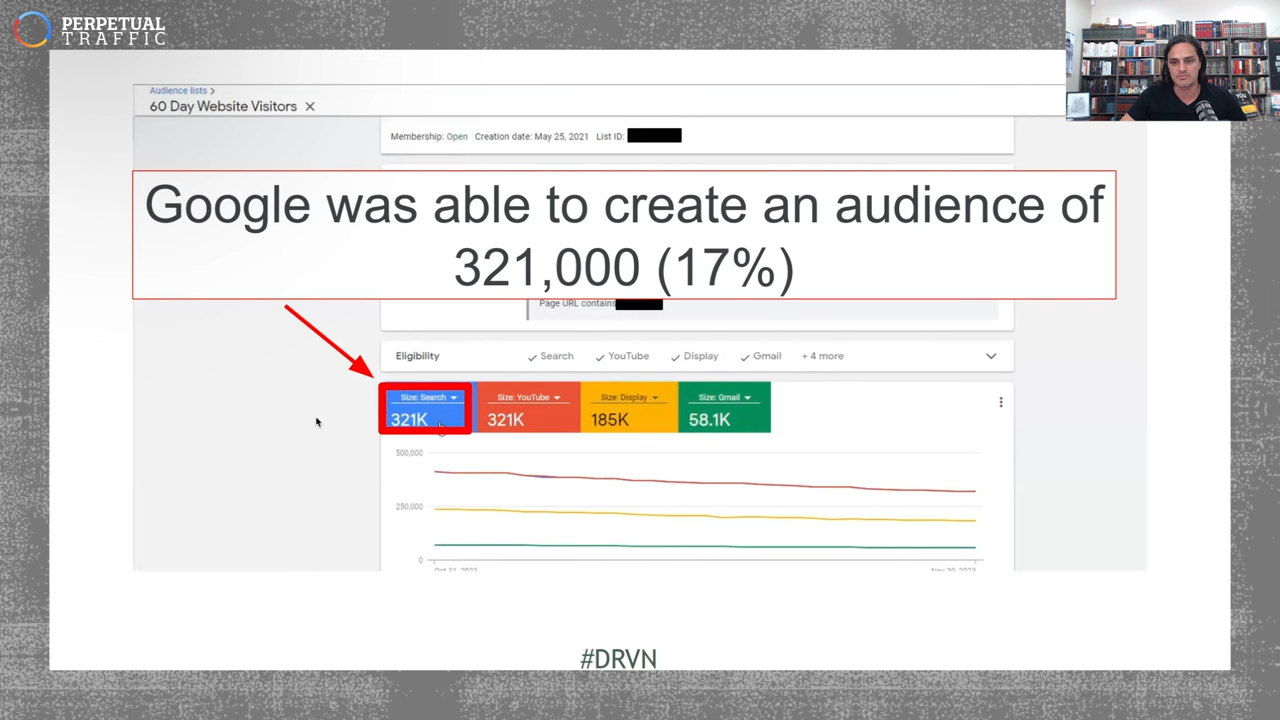 PERPETUAL
TRAFFIC
Audience lists
60 Day Website Visitors
Membership: Open Creation date: May 25, 2021 List ID:
Google was able to create an audience of
321,000 (17%)
Page URL contains
Eligibility Search YouTube Display Gmail + 4 more
Size: Search Size: YouTube Size: Display Size: Gmail
321K 321K 185K 58.1K
500,000
250,000
0
#DRVN